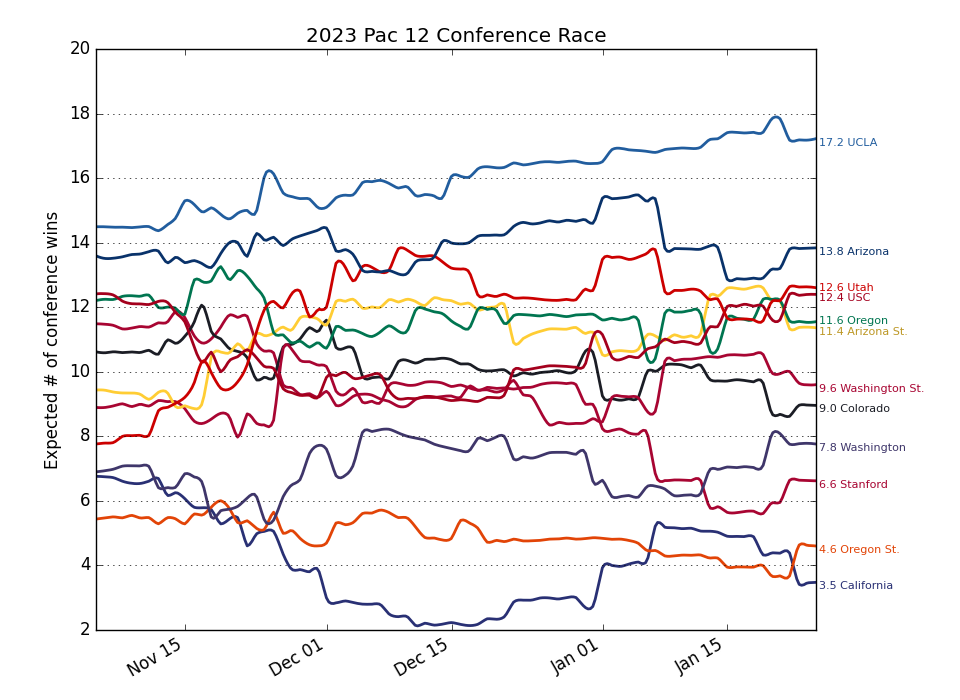 2023 Pac 12 Conference Race
Expected # of conference wins
20
18
16
14
12
10
8
6
4
2
17.2 UCLA
13.8 Arizona
12.6 Utah
12.4 USC
11.6 Oregon
11.4 Arizona St.
9.6 Washington St.
9.0 Colorado
7.8 Washington
6.6 Stanford
4.6 Oregon St.
3.5 California
Nov 15
Dec 01
Dec 15
Jan 01
Jan 15